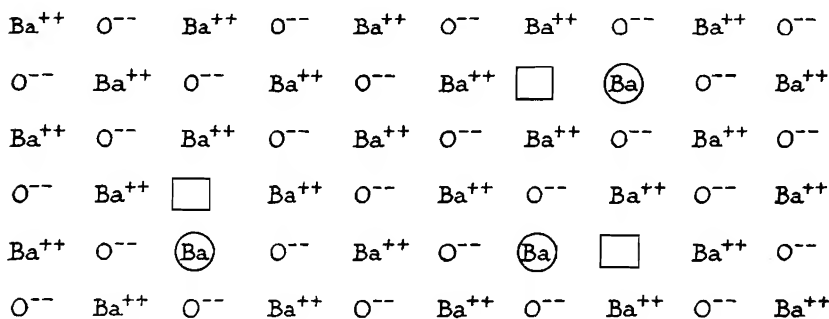 Ba⁺⁺ O⁻⁻ Ba⁺⁺ O⁻⁻ Ba⁺⁺ O⁻⁻ Ba⁺⁺ O⁻⁻ Ba⁺⁺ O⁻⁻
O⁻⁻ Ba⁺⁺ O⁻⁻ Ba⁺⁺ O⁻⁻ Ba⁺⁺ Ba O⁻⁻ Ba⁺⁺
Ba⁺⁺ O⁻⁻ Ba⁺⁺ O⁻⁻ Ba⁺⁺ O⁻⁻ Ba⁺⁺ O⁻⁻ Ba⁺⁺ O⁻⁻
O⁻⁻ Ba⁺⁺ Ba⁺⁺ O⁻⁻ Ba⁺⁺ O⁻⁻ Ba⁺⁺ O⁻⁻ Ba⁺⁺
Ba⁺⁺ O⁻⁻ Ba O⁻⁻ Ba⁺⁺ O⁻⁻ Ba Ba⁺⁺ O⁻⁻
O⁻⁻ Ba⁺⁺ O⁻⁻ Ba⁺⁺ O⁻⁻ Ba⁺⁺ O⁻⁻ Ba⁺⁺ O⁻⁻ Ba⁺⁺